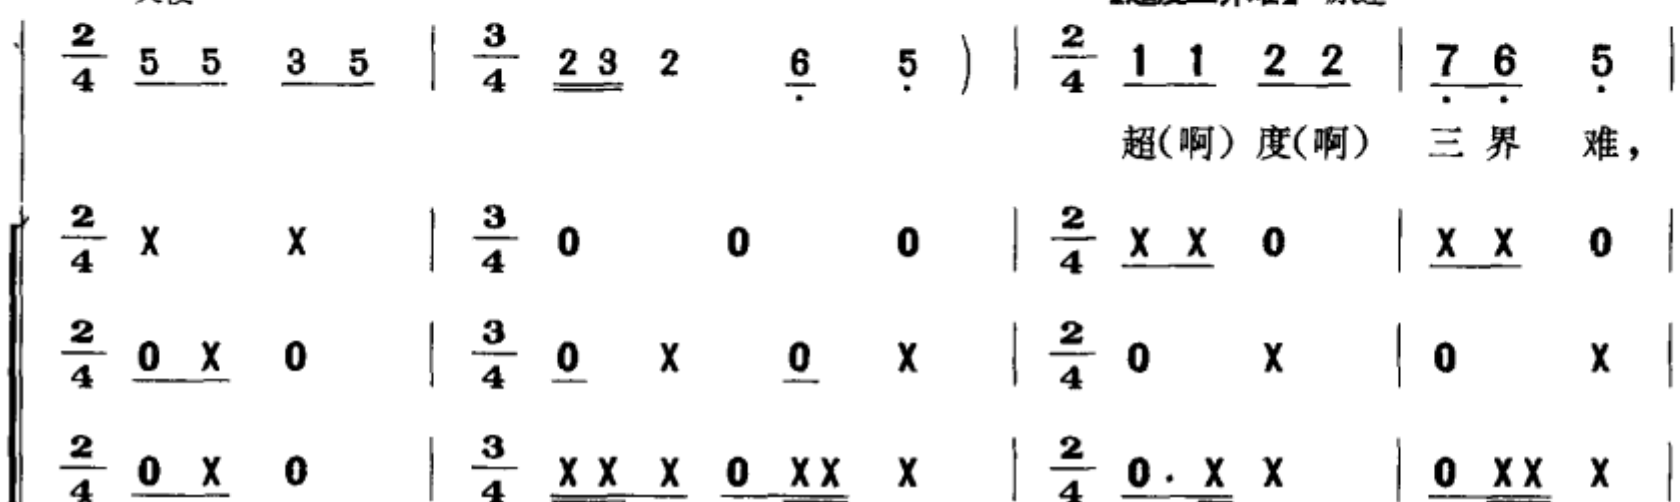 2/4 5 5 3 5 | 3/4 2 3 2 6 5 ) | 2/4 1 1 2 2 | 7 6 5 |
超(啊) 度(啊) 三 界 难，
2/4 X X | 3/4 0 0 0 | 2/4 X X 0 | X X 0 |
2/4 0 X 0 | 3/4 0 X 0 X | 2/4 0 X | 0 X |
2/4 0 X 0 | 3/4 X X X 0 X X X | 2/4 0 · X X | 0 X X X |